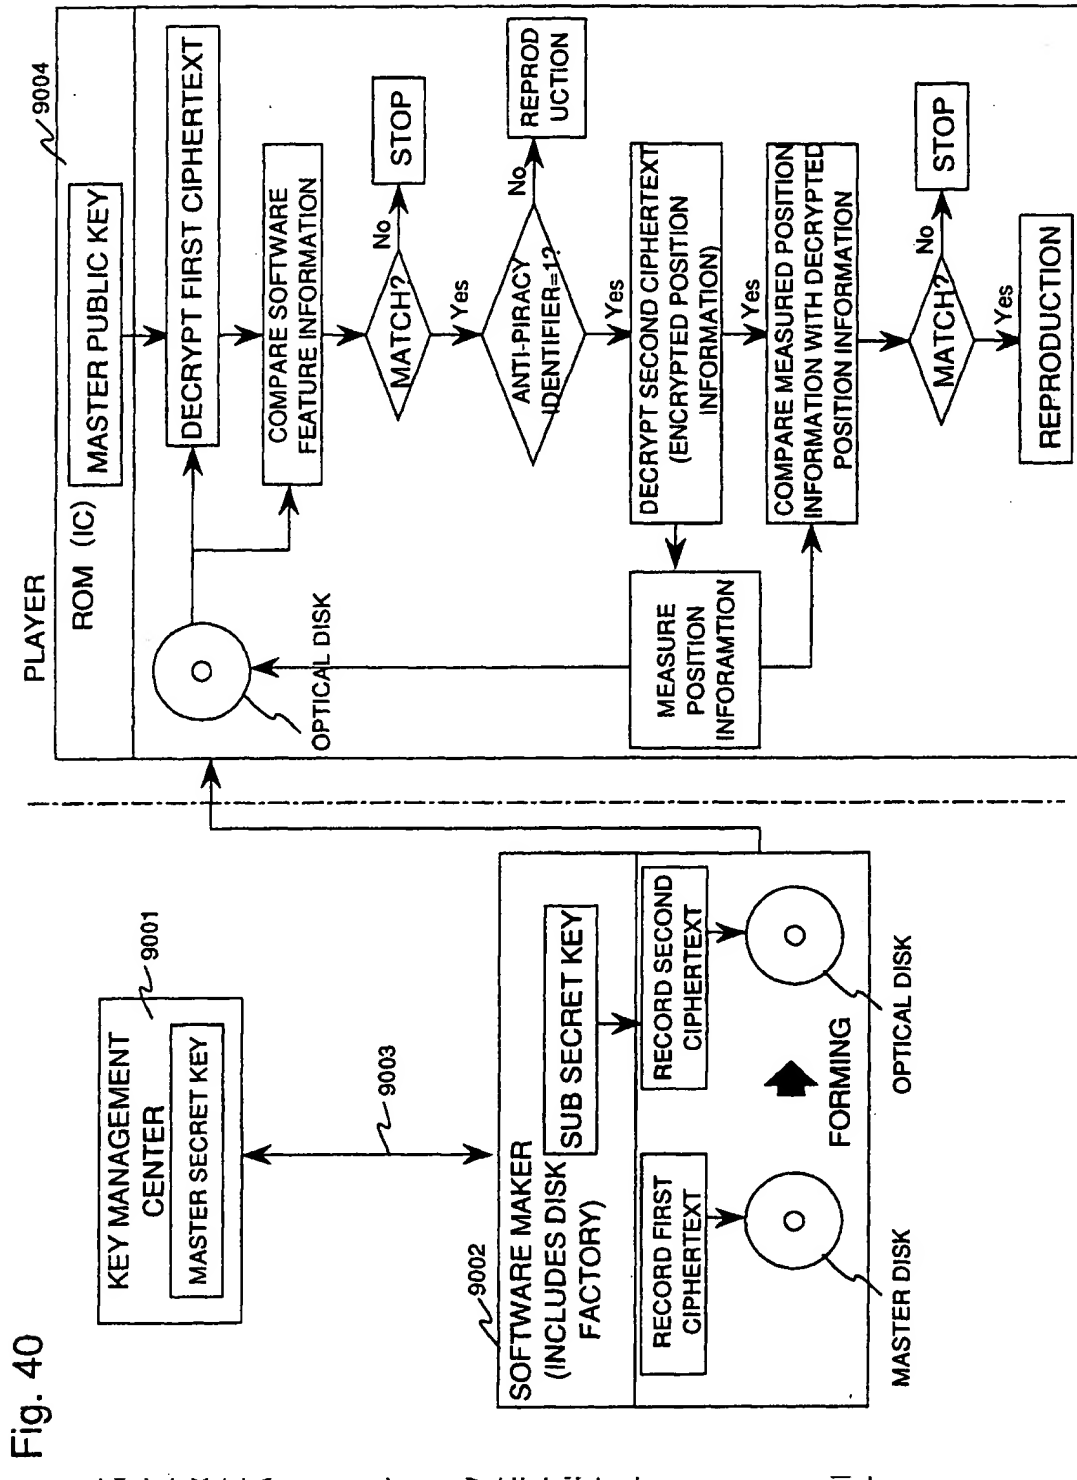 Fig. 40
KEY MANAGEMENT
CENTER
MASTER SECRET KEY
9001
9003
9002
SOFTWARE MAKER
(INCLUDES DISK
FACTORY)
SUB SECRET KEY
RECORD FIRST
CIPHERTEXT
RECORD SECOND
CIPHERTEXT
FORMING
MASTER DISK
OPTICAL DISK
PLAYER
9004
ROM (IC)
MASTER PUBLIC KEY
OPTICAL DISK
DECRYPT FIRST CIPHERTEXT
COMPARE SOFTWARE
FEATURE INFORMATION
MATCH?
No
STOP
Yes
ANTI-PIRACY
IDENTIFIER=1?
No
REPROD
UCTION
Yes
DECRYPT SECOND CIPHERTEXT
(ENCRYPTED POSITION
INFORMATION)
MEASURE
POSITION
INFORAMTION
Yes
COMPARE MEASURED POSITION
INFORMATION WITH DECRYPTED
POSITION INFORMATION
MATCH?
No
STOP
Yes
REPRODUCTION